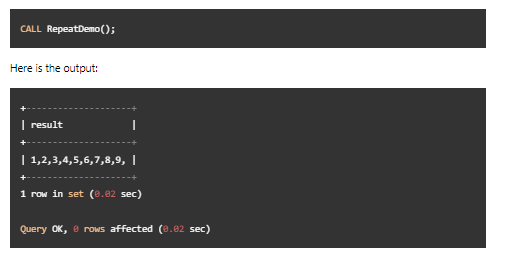 CALL RepeatDemo();
Here is the output:
+--------------------+
| result             |
+--------------------+
| 1,2,3,4,5,6,7,8,9, |
+--------------------+
1 row in set (0.02 sec)
Query OK, 0 rows affected (0.02 sec)